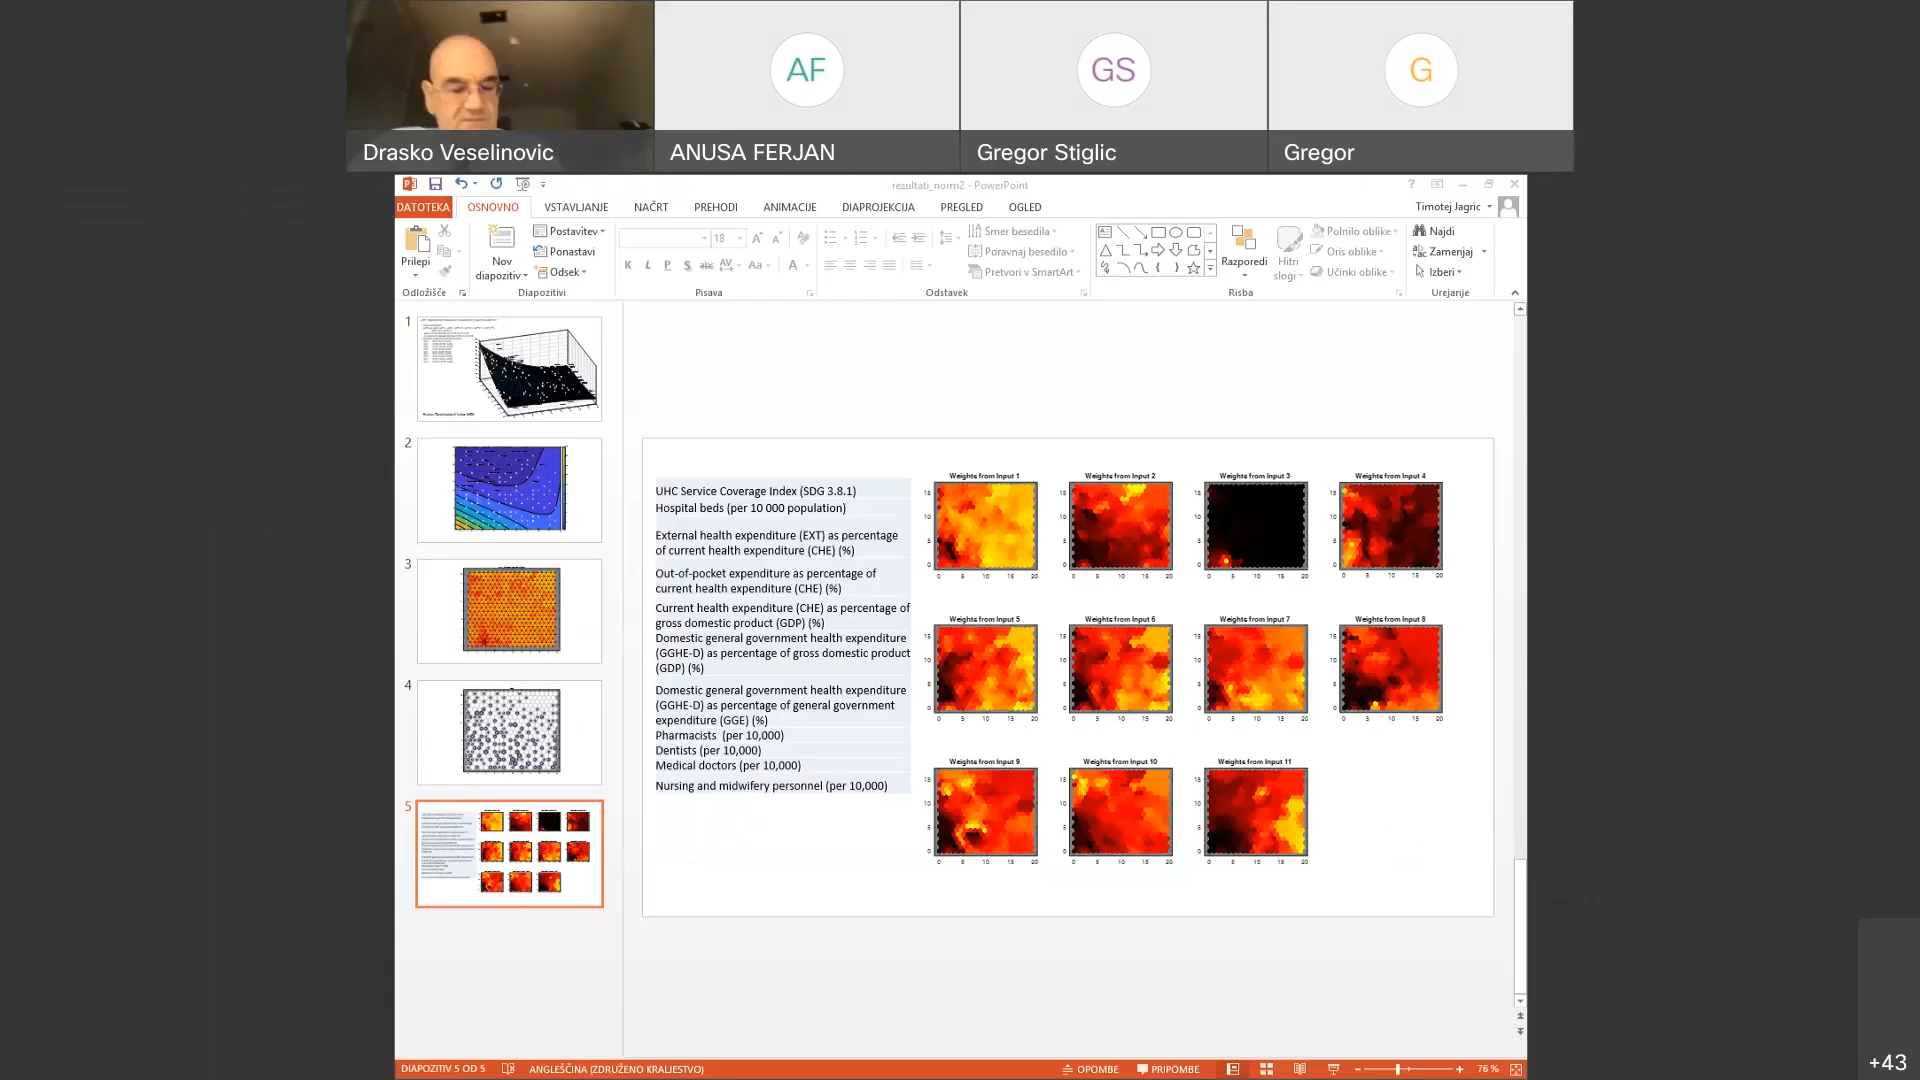 AF
GS
G
Drasko Veselinovic
ANUSA FERJAN
Gregor Stiglic
Gregor
rezultati_norm2 - PowerPoint
DATOTEKA
OSNOVNO
VSTAVLJANJE
NAČRT
PREHODI
ANIMACIJE
DIAPROJEKCIJA
PREGLED
OGLED
Timotej Jagric
Prilepi
Odložišče
Nov
diapozitiv
Postavitev
Ponastavi
Odsek
Diapozitivi
18
K L P S abc AV Aa A
Pisava
Smer besedila
Poravnaj besedilo
Pretvori v SmartArt
Odstavek
Razporedi
Hitri
slogi
Polnilo oblike
Oris oblike
Učinki oblike
Risba
Najdi
Zamenjaj
Izberi
Urejanje
1
2
3
4
5
UHC Service Coverage Index (SDG 3.8.1)
Hospital beds (per 10 000 population)
External health expenditure (EXT) as percentage
of current health expenditure (CHE) (%)
Out-of-pocket expenditure as percentage of
current health expenditure (CHE) (%)
Current health expenditure (CHE) as percentage of
gross domestic product (GDP) (%)
Domestic general government health expenditure
(GGHE-D) as percentage of gross domestic product
(GDP) (%)
Domestic general government health expenditure
(GGHE-D) as percentage of general government
expenditure (GGE) (%)
Pharmacists (per 10,000)
Dentists (per 10,000)
Medical doctors (per 10,000)
Nursing and midwifery personnel (per 10,000)
Weights from Input 1
Weights from Input 2
Weights from Input 3
Weights from Input 4
Weights from Input 5
Weights from Input 6
Weights from Input 7
Weights from Input 8
Weights from Input 9
Weights from Input 10
Weights from Input 11
DIAPOZITIV 5 OD 5
ANGLEŠČINA (ZDRUŽENO KRALJESTVO)
OPOMBE
PRIPOMBE
76 %
+43